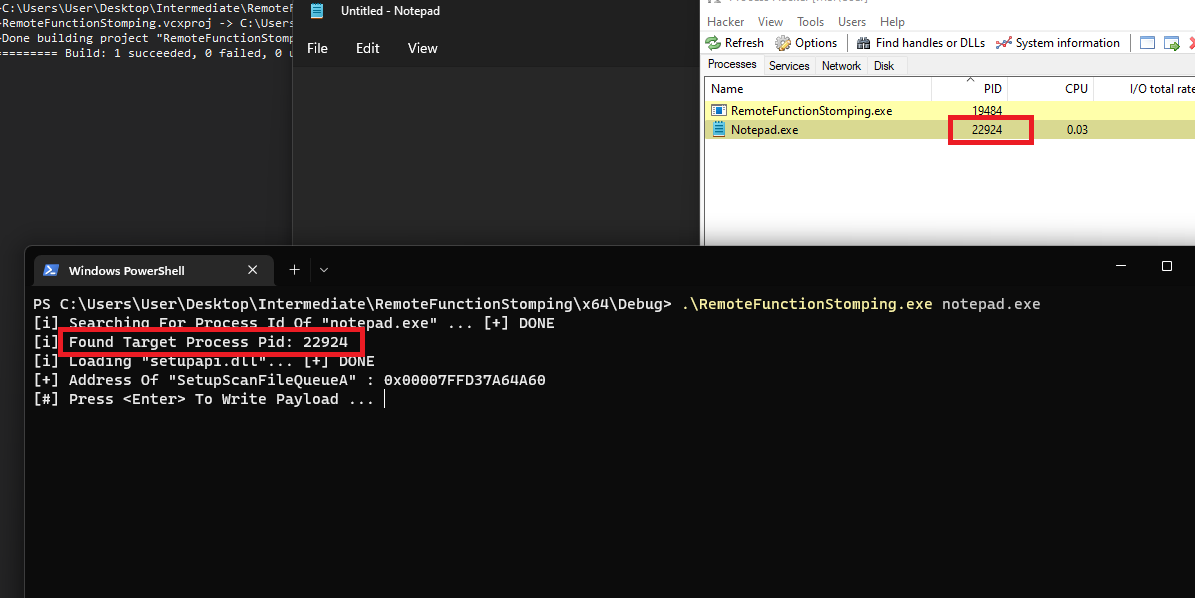 -C:\Users\User\Desktop\Intermediate\RemoteF
-RemoteFunctionStomping.vcxproj -> C:\Users
-Done building project "RemoteFunctionStomp
========= Build: 1 succeeded, 0 failed, 0 u
Untitled - Notepad
File Edit View
Hacker View Tools Users Help
Refresh Options Find handles or DLLs System information
Processes Services Network Disk
Name PID CPU I/O total rate
RemoteFunctionStomping.exe 19484
Notepad.exe 22924 0.03
Windows PowerShell
PS C:\Users\User\Desktop\Intermediate\RemoteFunctionStomping\x64\Debug> .\RemoteFunctionStomping.exe notepad.exe
[i] Searching For Process Id Of "notepad.exe" ... [+] DONE
[i] Found Target Process Pid: 22924
[i] Loading "setupapi.dll"... [+] DONE
[+] Address Of "SetupScanFileQueueA" : 0x00007FFD37A64A60
[#] Press <Enter> To Write Payload ...